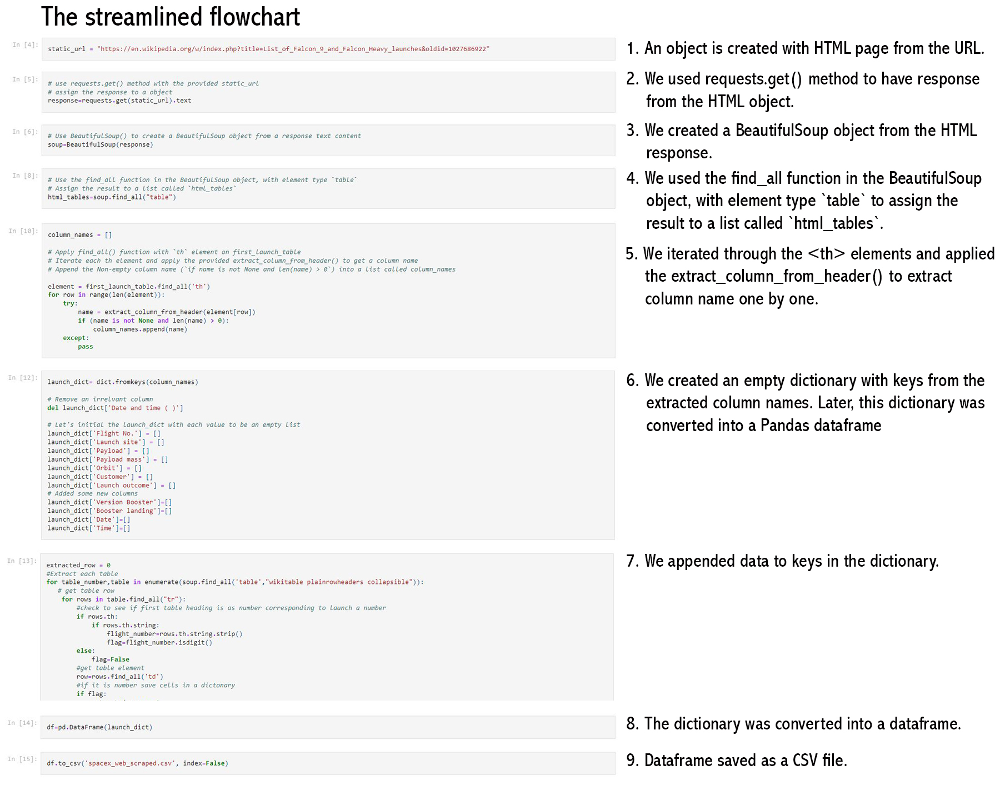 The streamlined flowchart
In [4]:
static_url = "https://en.wikipedia.org/w/index.php?title=List_of_Falcon_9_and_Falcon_Heavy_launches&oldid=1027686922"
1. An object is created with HTML page from the URL.
In [5]:
# use requests.get() method with the provided static_url
# assign the response to a object
response=requests.get(static_url).text
2. We used requests.get() method to have response
from the HTML object.
In [6]:
# Use BeautifulSoup() to create a BeautifulSoup object from a response text content
soup=BeautifulSoup(response)
3. We created a BeautifulSoup object from the HTML
response.
In [8]:
# Use the find_all function in the BeautifulSoup object, with element type `table`
# Assign the result to a list called `html_tables`
html_tables=soup.find_all("table")
4. We used the find_all function in the BeautifulSoup
object, with element type `table` to assign the
result to a list called `html_tables`.
In [10]:
column_names = []
# Apply find_all() function with `th` element on first_launch_table
# Iterate each th element and apply the provided extract_column_from_header() to get a column name
# Append the Non-empty column name (`if name is not None and len(name) > 0`) into a list called column_names
element = first_launch_table.find_all('th')
for row in range(len(element)):
try:
name = extract_column_from_header(element[row])
if (name is not None and len(name) > 0):
column_names.append(name)
except:
pass
5. We iterated through the <th> elements and applied
the extract_column_from_header() to extract
column name one by one.
In [12]:
launch_dict= dict.fromkeys(column_names)
# Remove an irrelvant column
del launch_dict['Date and time ( )']
# Let's initial the launch_dict with each value to be an empty list
launch_dict['Flight No.'] = []
launch_dict['Launch site'] = []
launch_dict['Payload'] = []
launch_dict['Payload mass'] = []
launch_dict['Orbit'] = []
launch_dict['Customer'] = []
launch_dict['Launch outcome'] = []
# Added some new columns
launch_dict['Version Booster']=[]
launch_dict['Booster landing']=[]
launch_dict['Date']=[]
launch_dict['Time']=[]
6. We created an empty dictionary with keys from the
extracted column names. Later, this dictionary was
converted into a Pandas dataframe
In [13]:
extracted_row = 0
#Extract each table
for table_number,table in enumerate(soup.find_all('table',"wikitable plainrowheaders collapsible")):
# get table row
for rows in table.find_all("tr"):
#check to see if first table heading is as number corresponding to launch a number
if rows.th:
if rows.th.string:
flight_number=rows.th.string.strip()
flag=flight_number.isdigit()
else:
flag=False
#get table element
row=rows.find_all('td')
#if it is number save cells in a dictonary
if flag:
7. We appended data to keys in the dictionary.
In [14]:
df=pd.DataFrame(launch_dict)
8. The dictionary was converted into a dataframe.
In [15]:
df.to_csv('spacex_web_scraped.csv', index=False)
9. Dataframe saved as a CSV file.